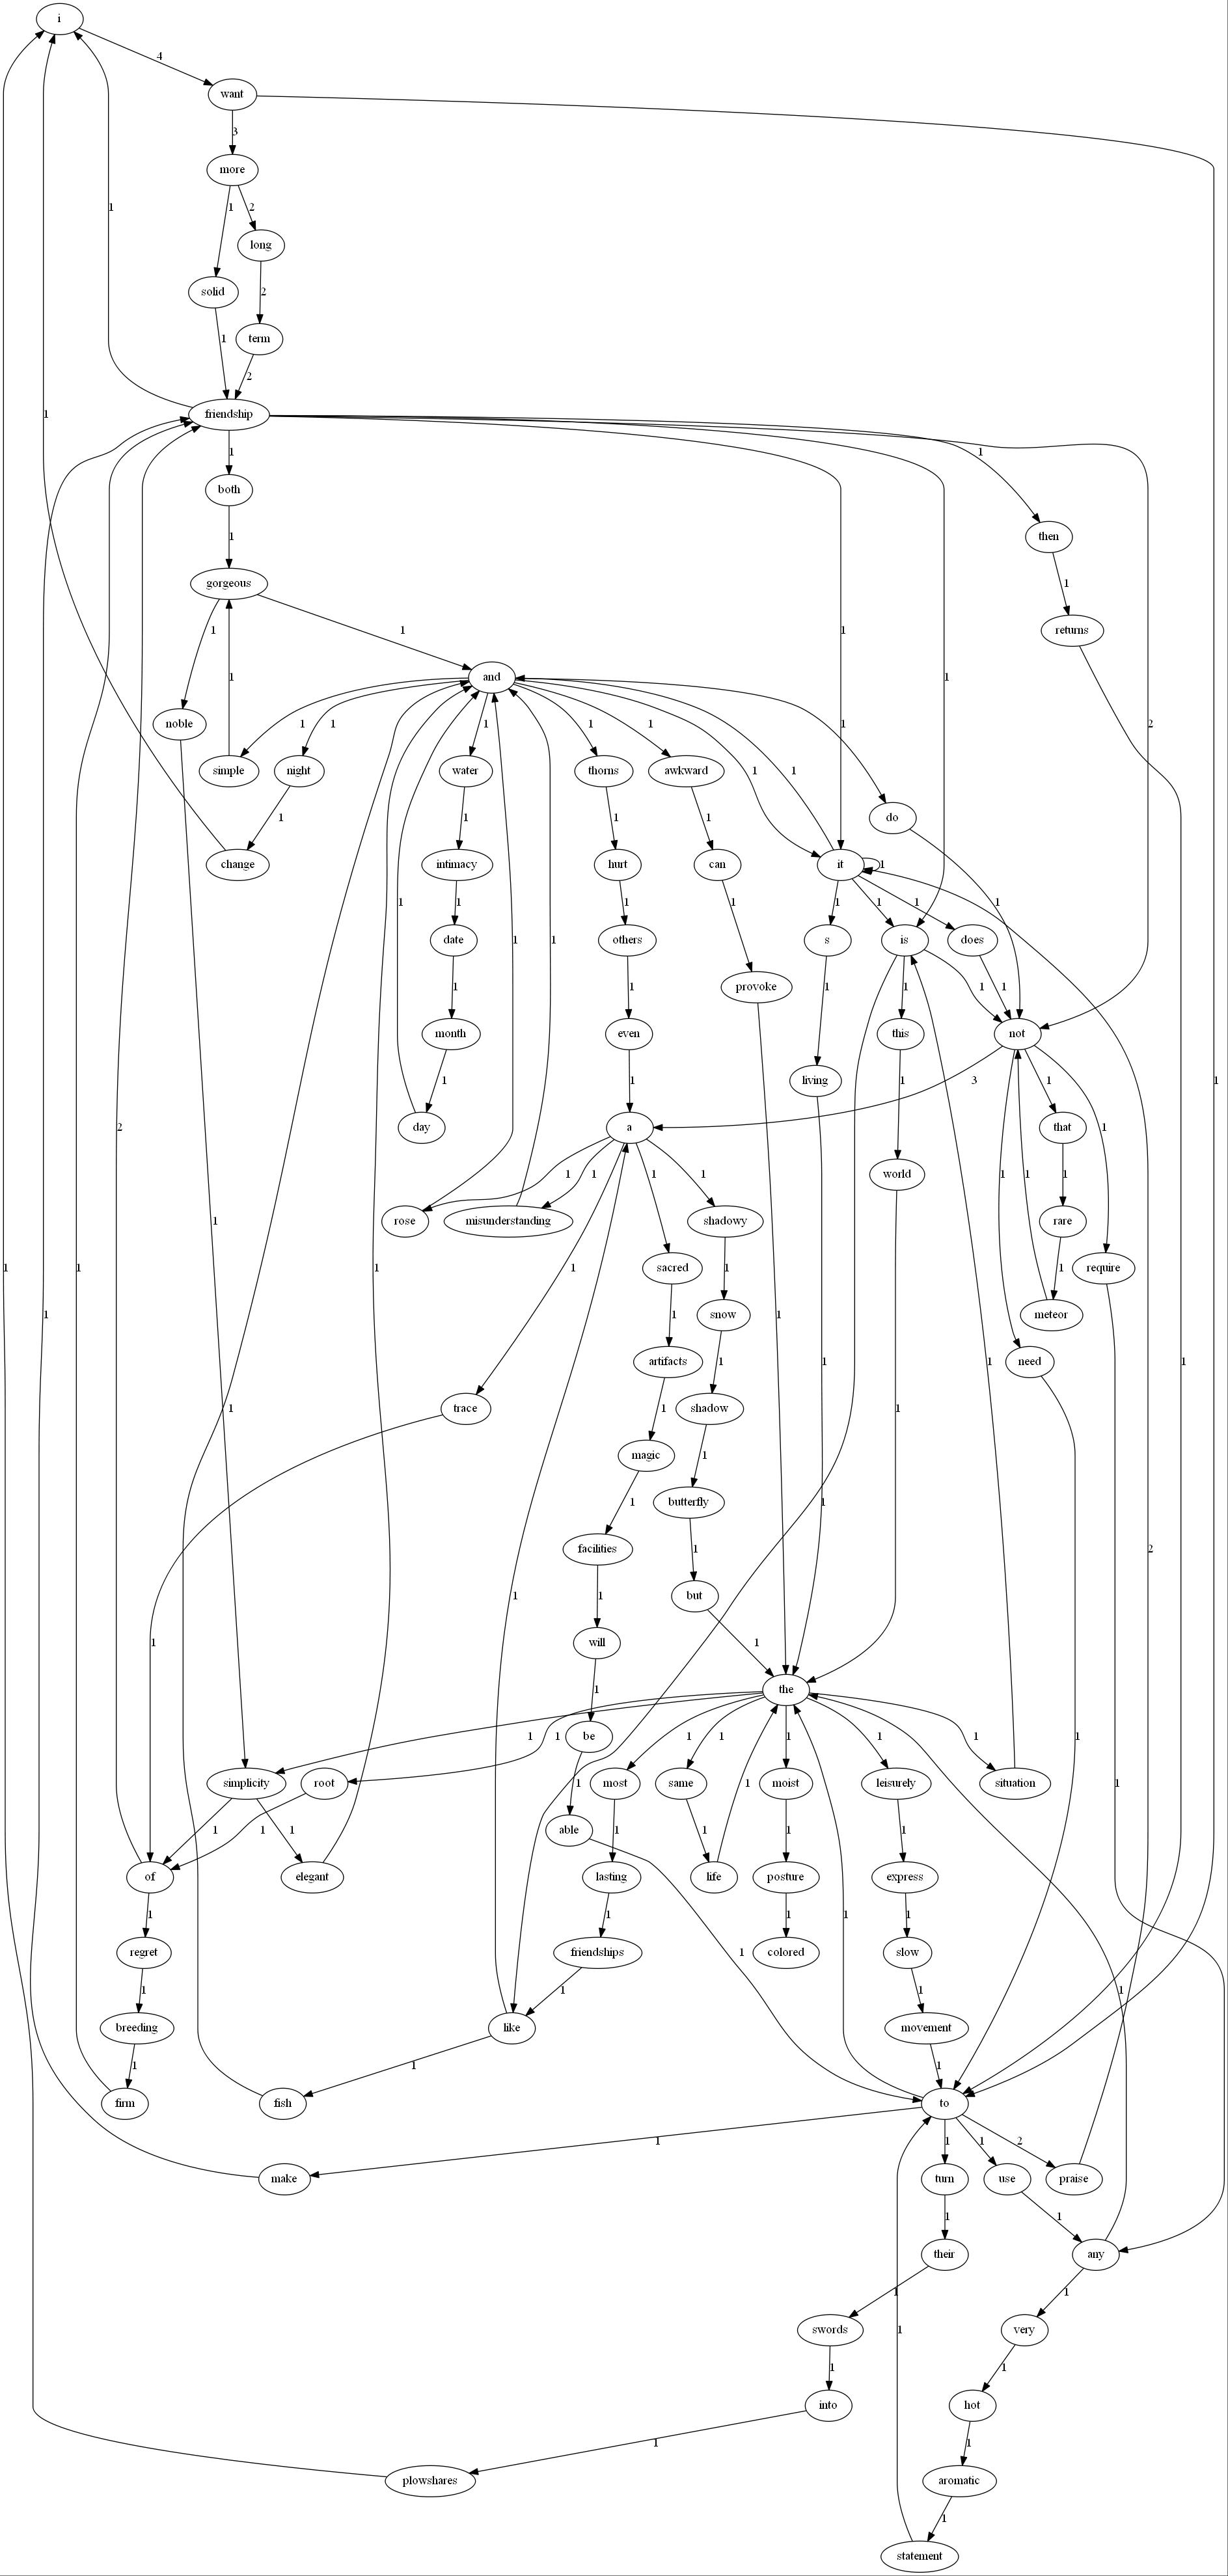 i
4
want
3
more
1 2
long
solid
2
1
term
2
1
friendship
1 1
both
1
then
gorgeous
1
1 1
returns
1 1
and
1
2
noble
1
1 1 1 1 1
simple night water thorns awkward
1 1
do
1 1 1 1
change intimacy hurt can it 1
1
1 1 1 1 1 1 1
date others s is does
1 1 1
provoke
1 1 1 1
month even this not
1 1 1
living
1 3 1
day a that
2 1 1 1
1 1 1 1 1
world
rose misunderstanding shadowy rare
1
sacred 1 1 require
1 1 1
snow meteor
1 1
artifacts need
1
trace shadow
1 1
magic
1
butterfly
1
facilities
1
1
but
will
1 1
1
the
be
1 1 1 1 1 1 1
simplicity root most same moist leisurely situation
1
able
1 1 1 1 1 1 1
of elegant lasting life posture express
1
1 1 1
regret friendships colored slow
1 1 1
breeding like movement
1 1 1
firm fish to
1 1 1 2
make turn use praise
1 1
their any
1 1
swords very
1 1
into hot
1 1
plowshares aromatic
1
statement